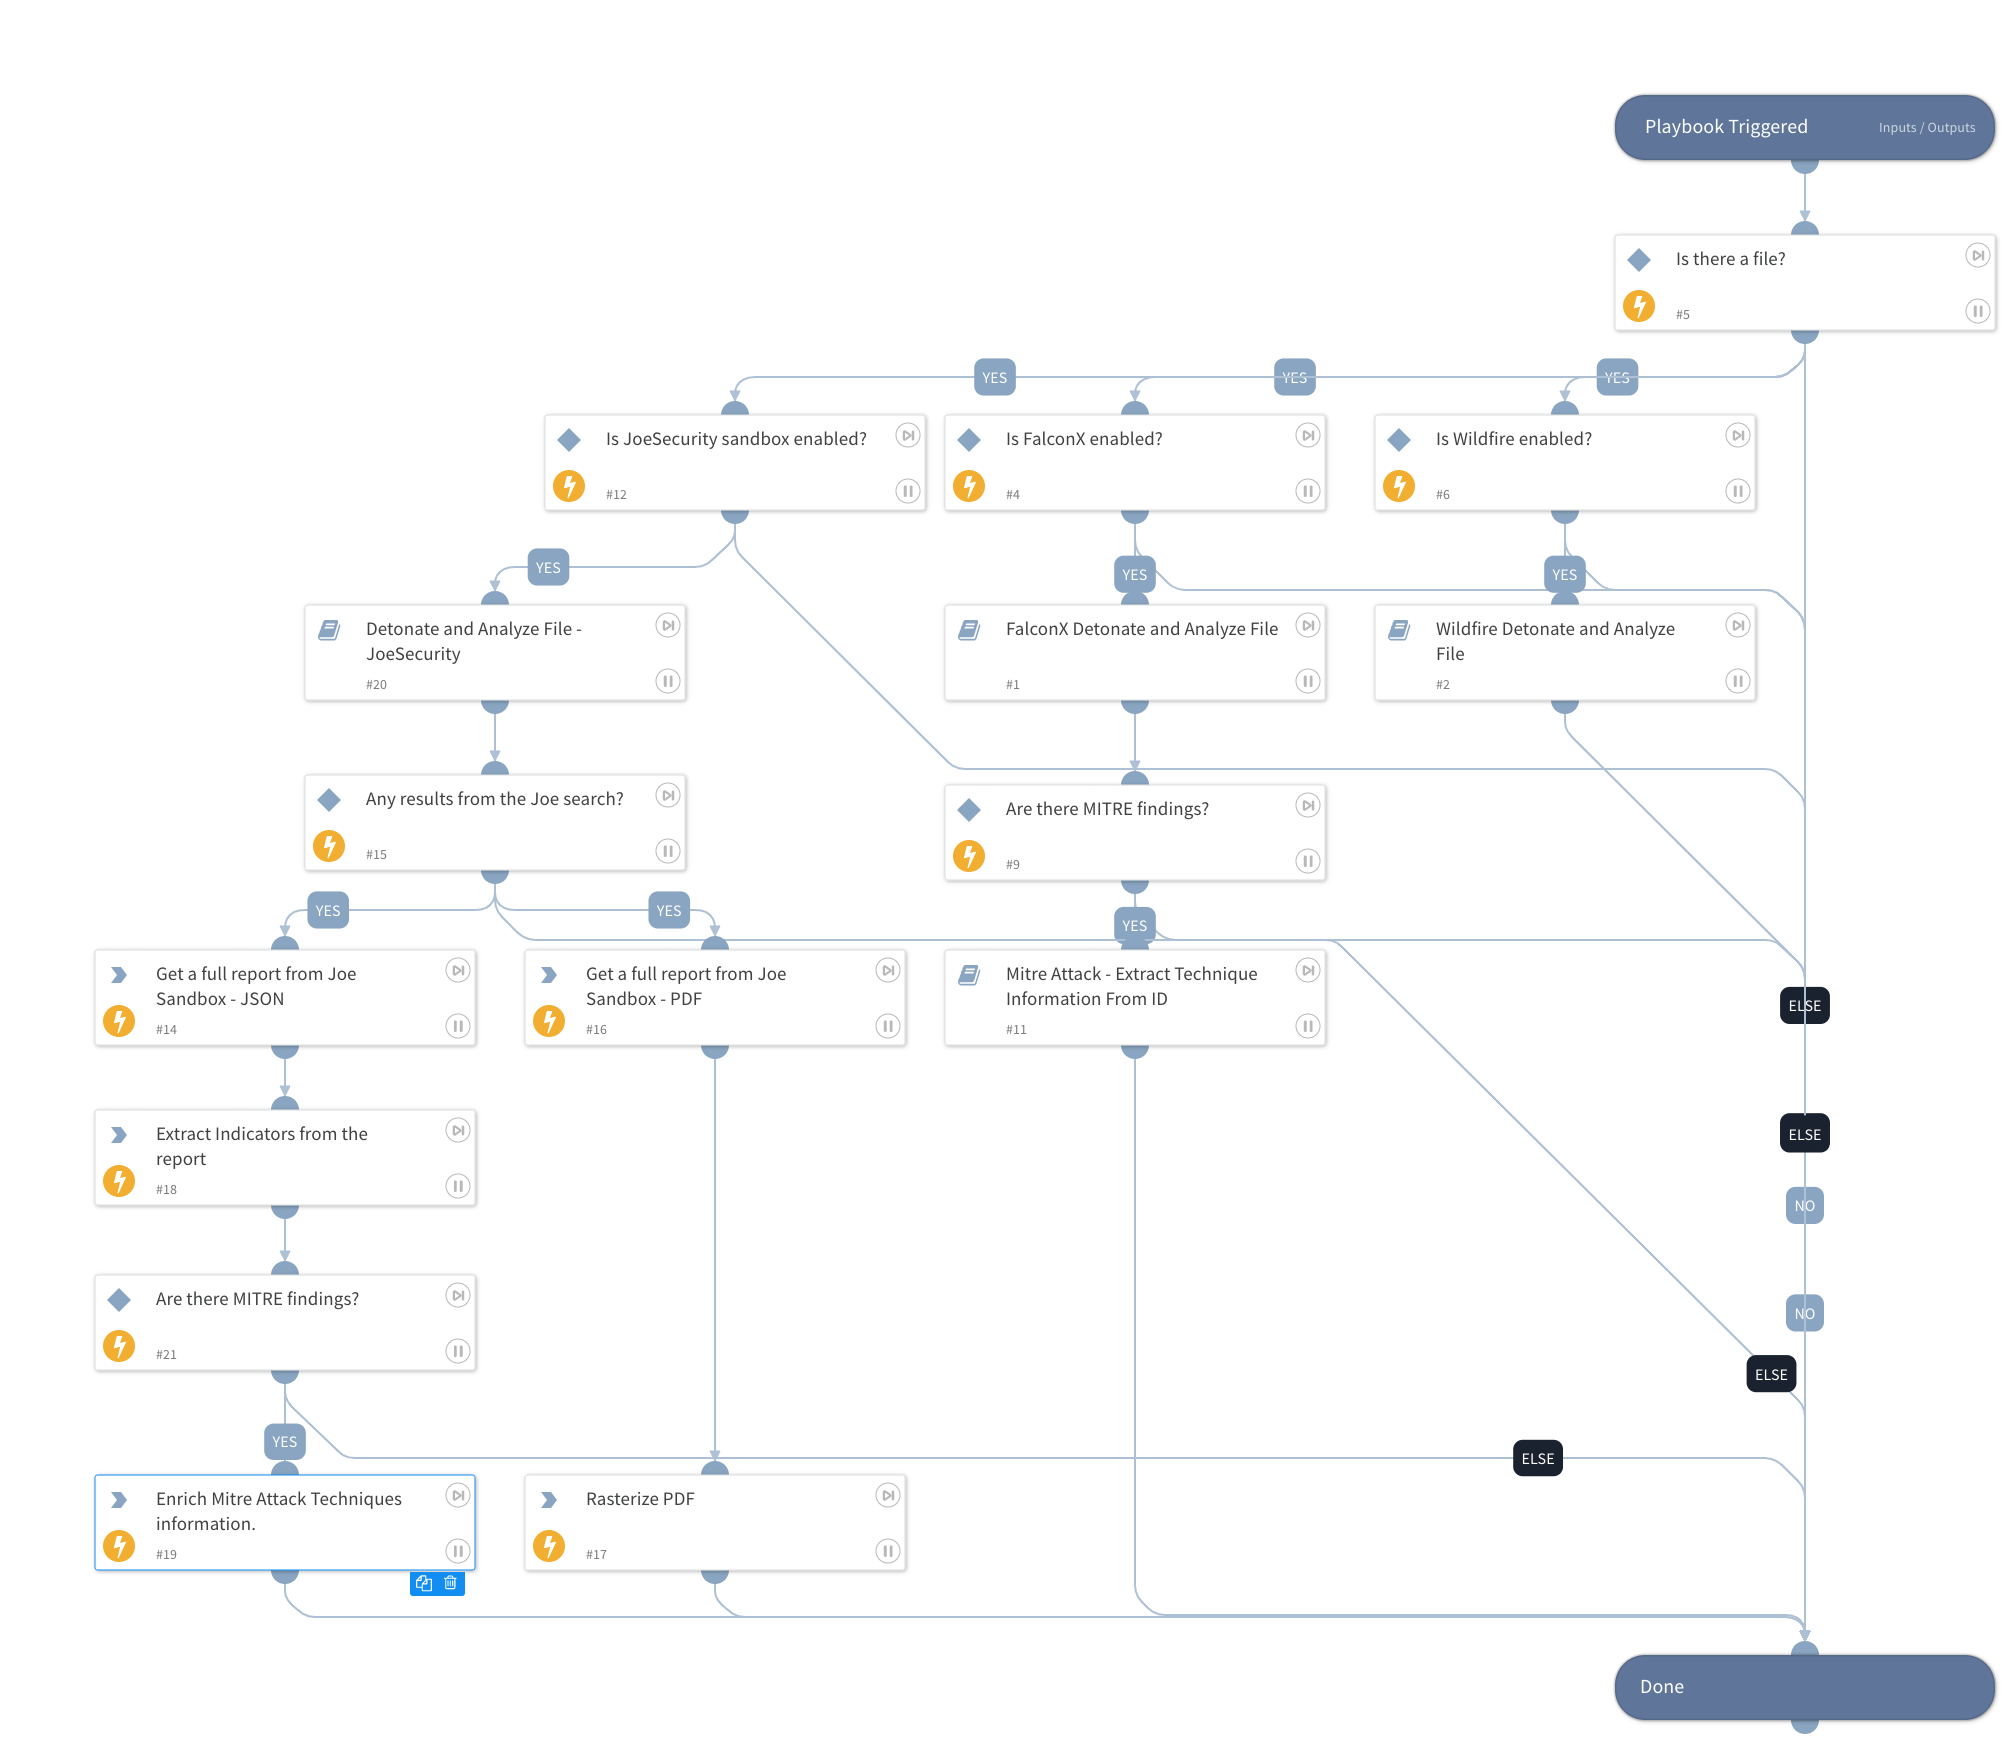 Playbook Triggered
Inputs / Outputs
Is there a file?
#5
YES
YES
YES
Is JoeSecurity sandbox enabled?
#12
Is FalconX enabled?
#4
Is Wildfire enabled?
#6
YES
YES
YES
Detonate and Analyze File -
JoeSecurity
#20
FalconX Detonate and Analyze File
#1
Wildfire Detonate and Analyze
File
#2
Any results from the Joe search?
#15
Are there MITRE findings?
#9
YES
YES
YES
Get a full report from Joe
Sandbox - JSON
#14
Get a full report from Joe
Sandbox - PDF
#16
Mitre Attack - Extract Technique
Information From ID
#11
ELSE
Extract Indicators from the
report
#18
ELSE
NO
Are there MITRE findings?
#21
NO
ELSE
YES
ELSE
Enrich Mitre Attack Techniques
information.
#19
Rasterize PDF
#17
Done